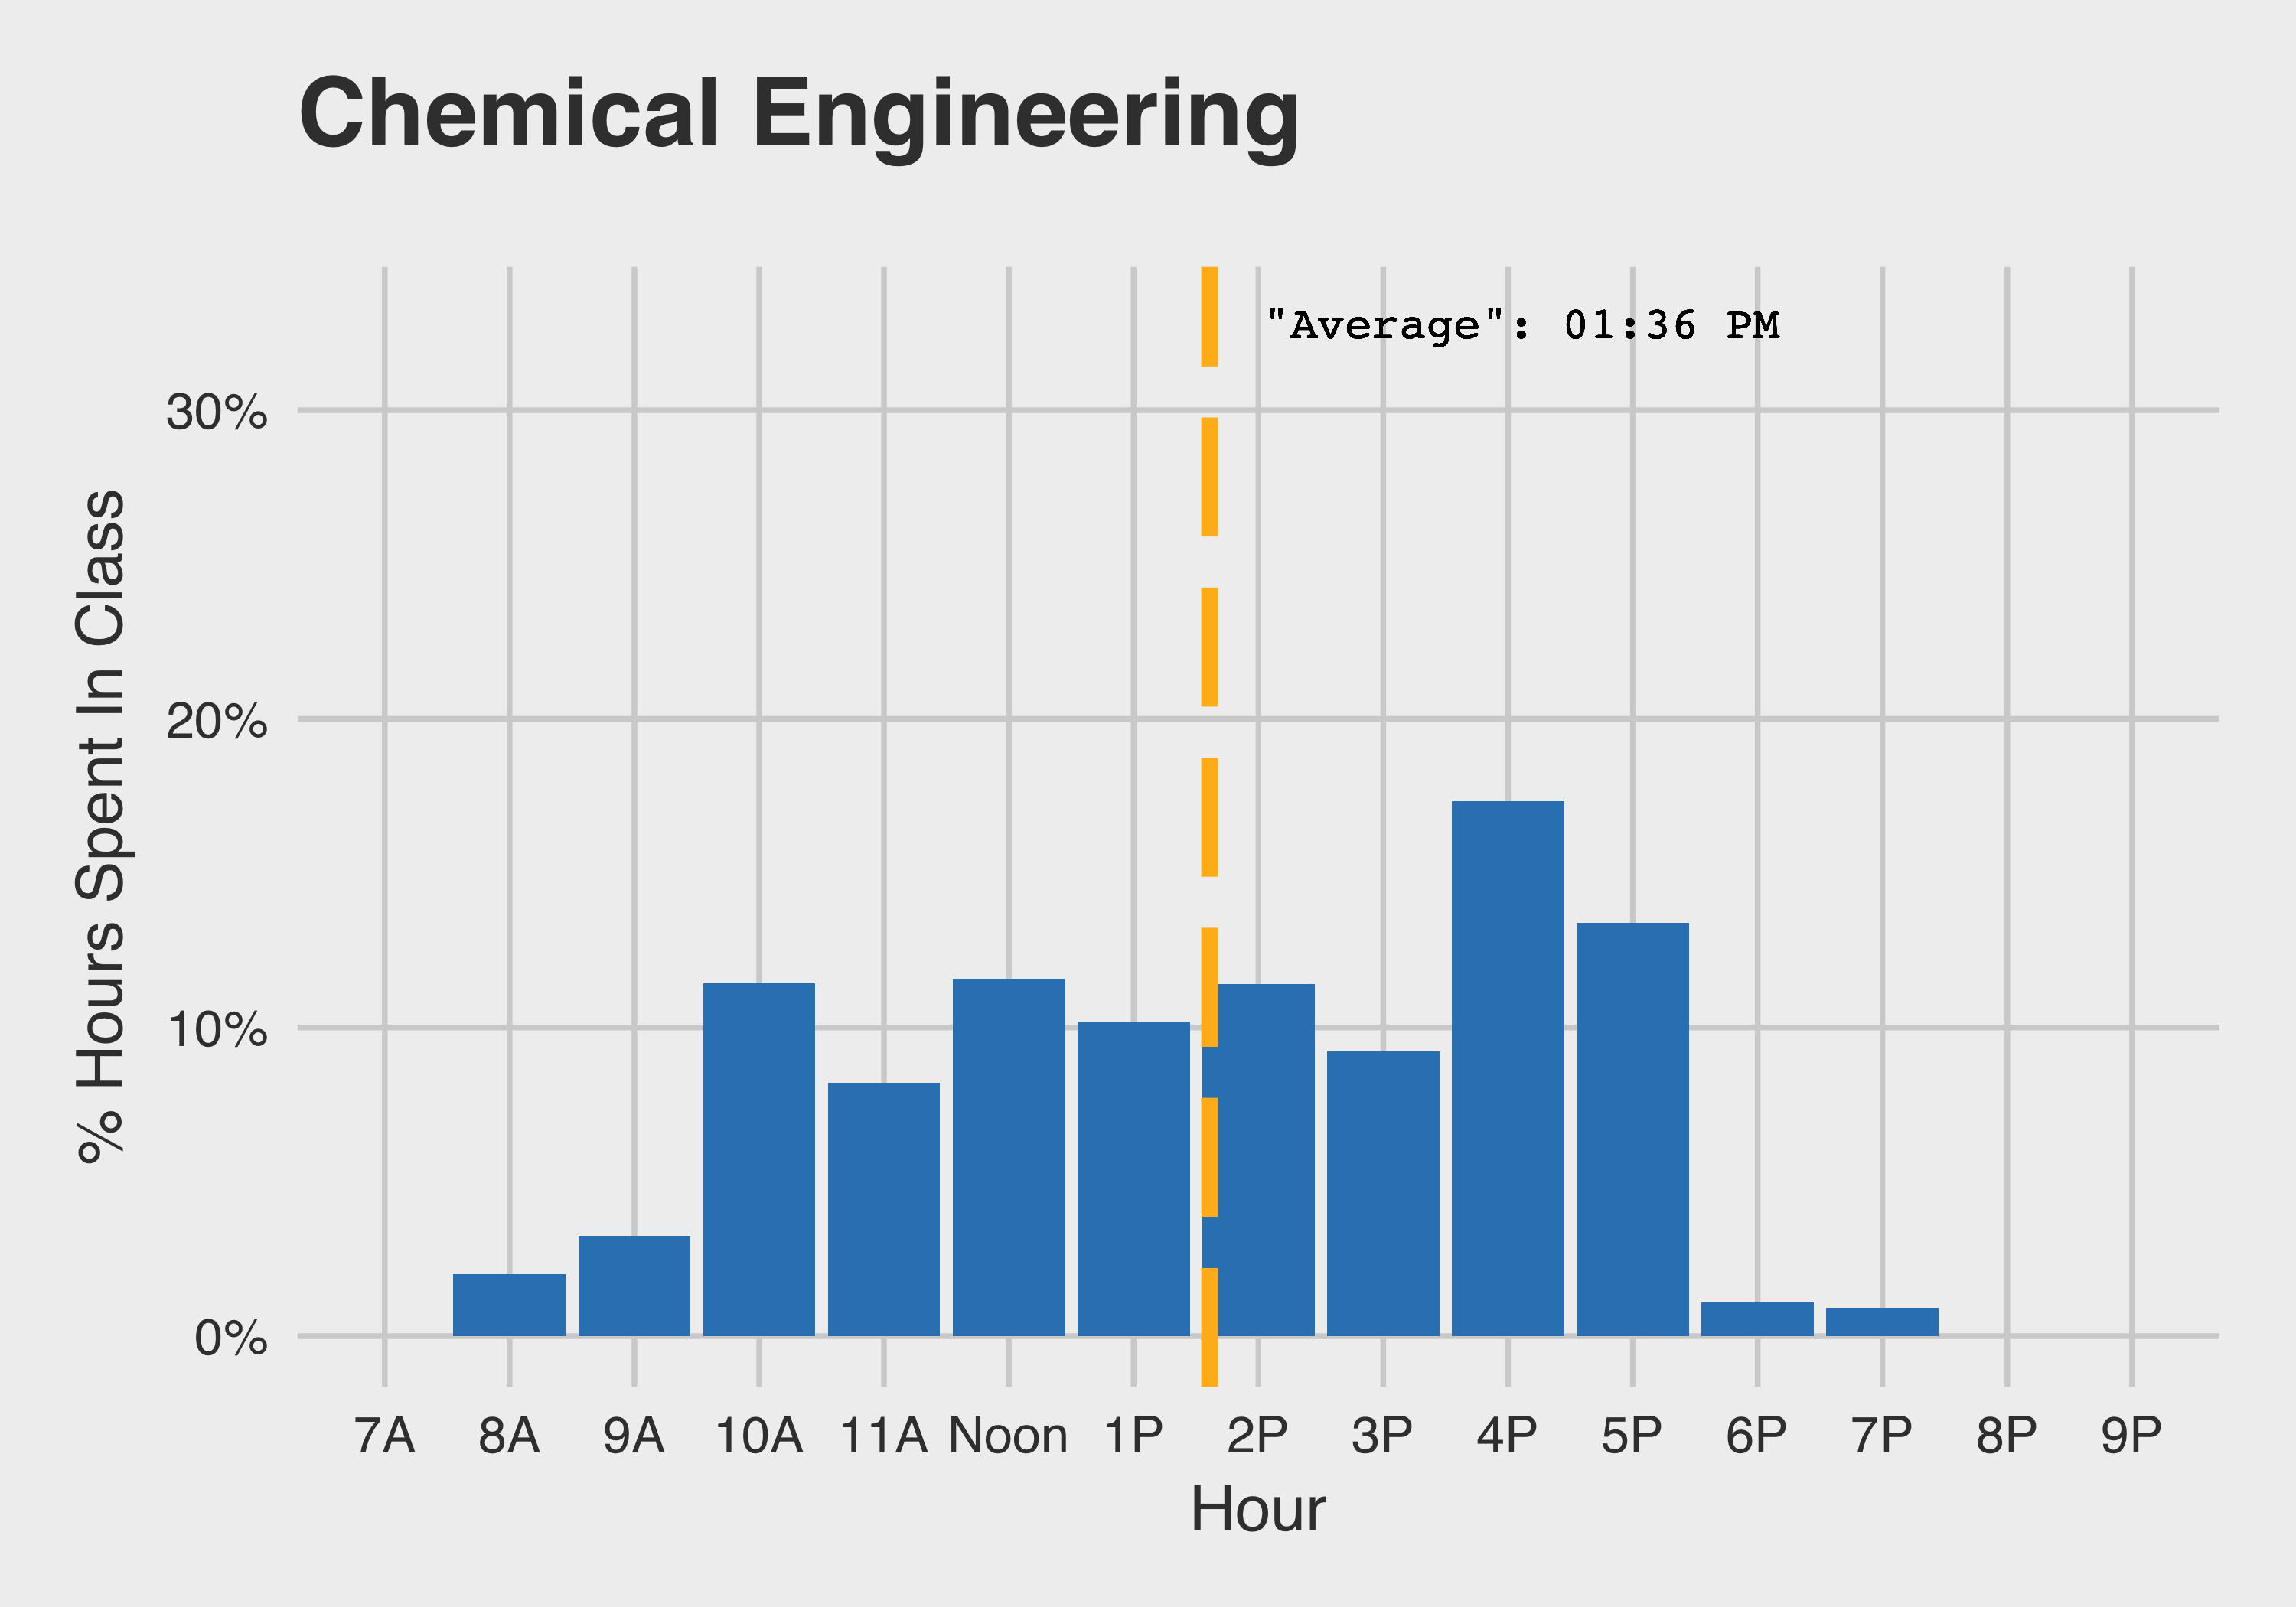 Chemical Engineering
"Average": 01:36 PM
% Hours Spent In Class
30%
20%
10%
0%
7A 8A 9A 10A 11A Noon 1P 2P 3P 4P 5P 6P 7P 8P 9P
Hour